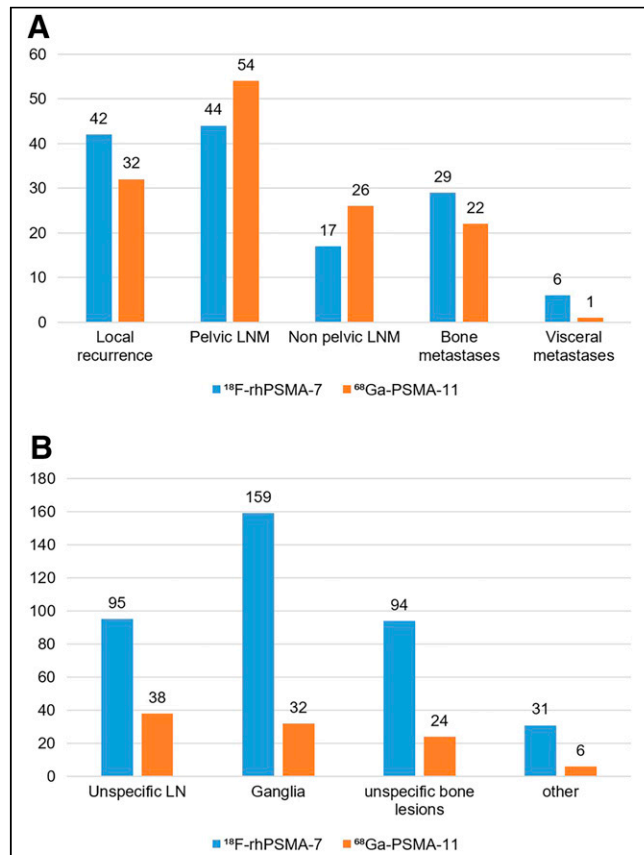 A
60
54
50
44
42
40
32
29
30
26
22
20
17
10
6
1
0
Local
recurrence
Pelvic LNM
Non pelvic LNM
Bone
metastases
Visceral
metastases
¹⁸F-rhPSMA-7
⁶⁸Ga-PSMA-11
B
180
159
160
140
120
95
94
100
80
60
38
32
31
40
24
20
6
0
Unspecific LN
Ganglia
unspecific bone
lesions
other
¹⁸F-rhPSMA-7
⁶⁸Ga-PSMA-11